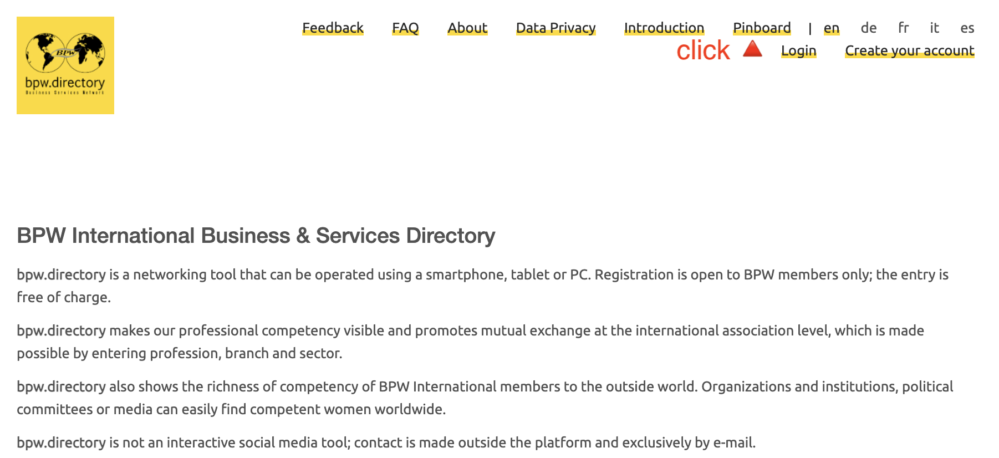 BPW
bpw.directory
Business Services Network
Feedback FAQ About Data Privacy Introduction Pinboard | en de fr it es
click Login Create your account
BPW International Business & Services Directory
bpw.directory is a networking tool that can be operated using a smartphone, tablet or PC. Registration is open to BPW members only; the entry is
free of charge.
bpw.directory makes our professional competency visible and promotes mutual exchange at the international association level, which is made
possible by entering profession, branch and sector.
bpw.directory also shows the richness of competency of BPW International members to the outside world. Organizations and institutions, political
committees or media can easily find competent women worldwide.
bpw.directory is not an interactive social media tool; contact is made outside the platform and exclusively by e-mail.